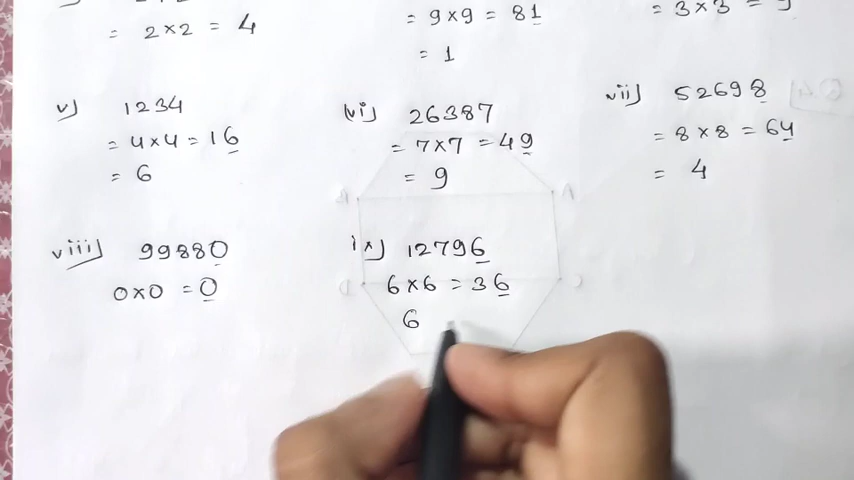 = 2×2 = 4
= 9×9 = 81
= 1
= 3×3 =
v) 1234
= 4×4 = 16
= 6
(vi) 26387
= 7×7 = 49
= 9
vii) 52698
= 8×8 = 64
= 4
viii) 99880
0×0 = 0
ix) 12796
6×6 = 36
6